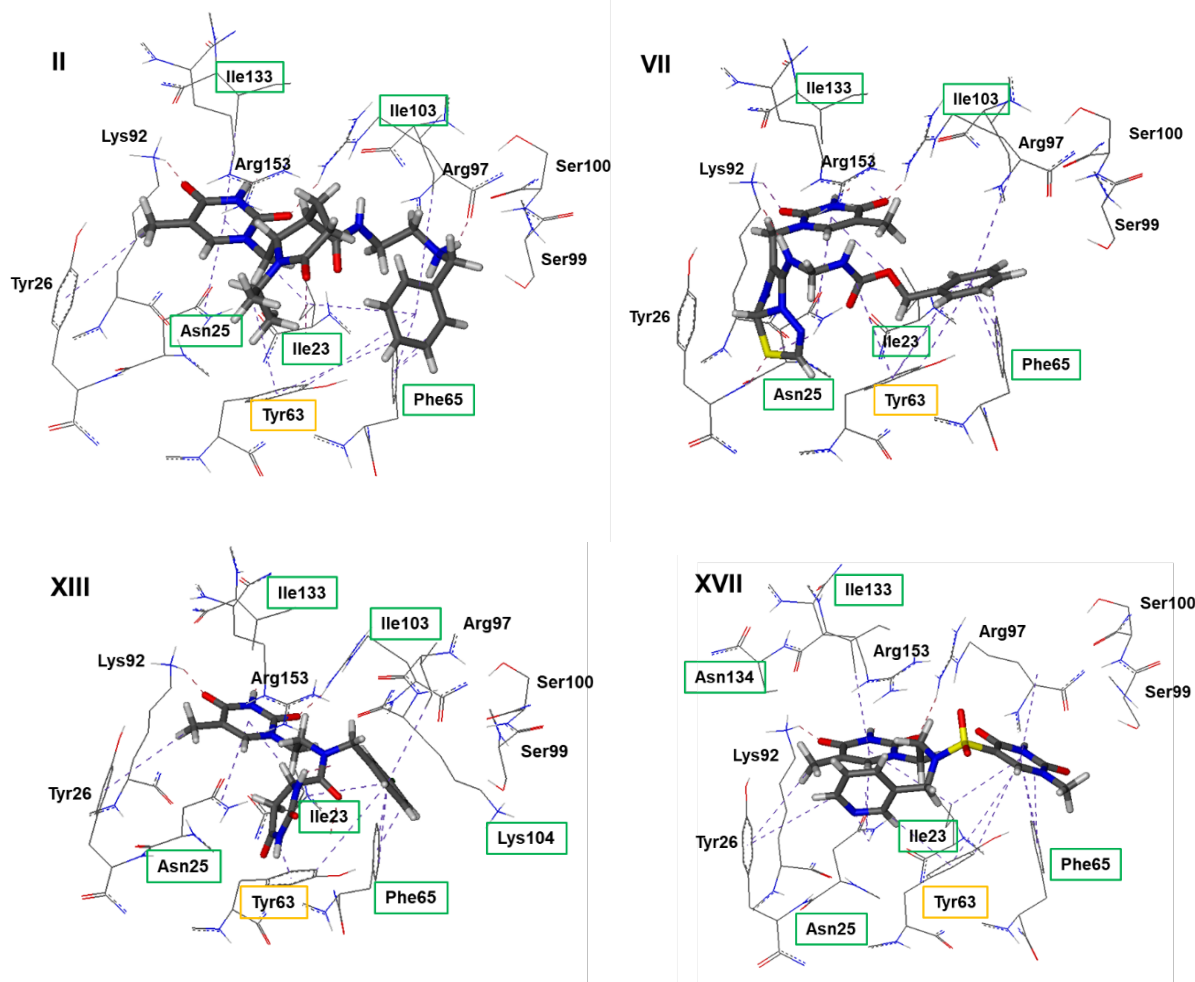 II
Ile133
Ile103
Lys92
Arg153
Arg97
Ser100
Ser99
Tyr26
Asn25
Ile23
Tyr63
Phe65
VII
Ile133
Ile103
Arg97
Ser100
Lys92
Arg153
Ser99
Tyr26
Ile23
Asn25
Tyr63
Phe65
XIII
Ile133
Ile103
Arg97
Lys92
Arg153
Ser100
Ser99
Tyr26
Ile23
Lys104
Asn25
Tyr63
Phe65
XVII
Ile133
Ser100
Arg153
Arg97
Asn134
Ser99
Lys92
Tyr26
Ile23
Phe65
Tyr63
Asn25